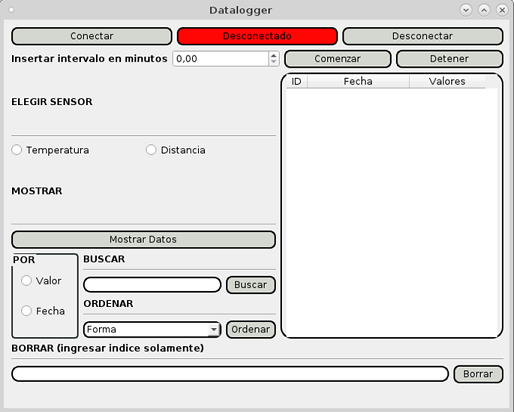 Datalogger
Conectar Desconectado Desconectar
Insertar intervalo en minutos 0,00 Comenzar Detener
ID Fecha Valores
ELEGIR SENSOR
Temperatura Distancia
MOSTRAR
Mostrar Datos
POR BUSCAR
Valor Buscar
ORDENAR
Fecha Forma Ordenar
BORRAR (ingresar indice solamente)
Borrar